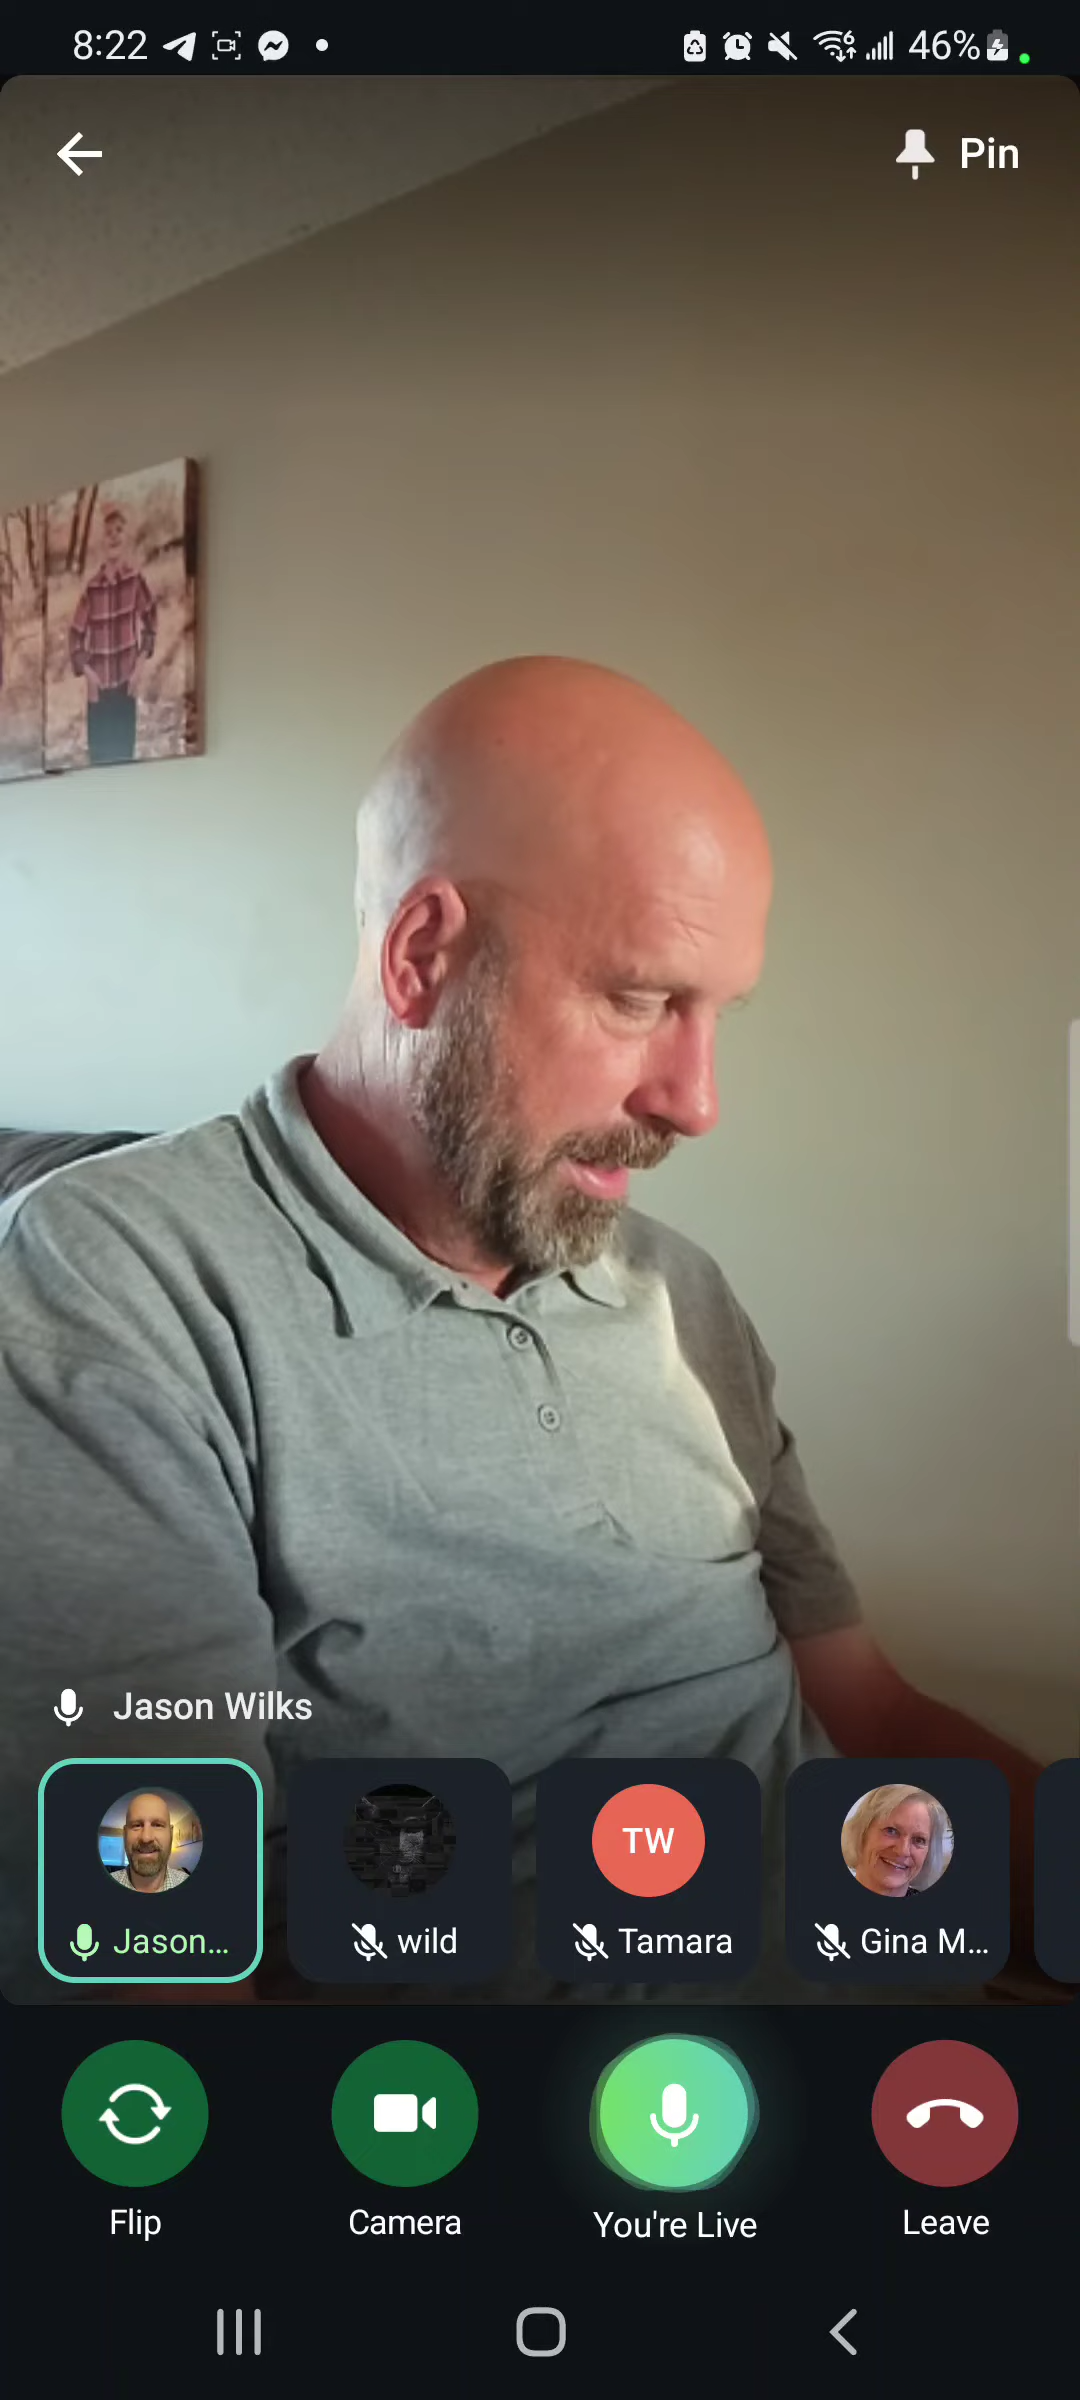 8:22
46%
Pin
Jason Wilks
TW
Jason...
wild
Tamara
Gina M...
Flip
Camera
You're Live
Leave